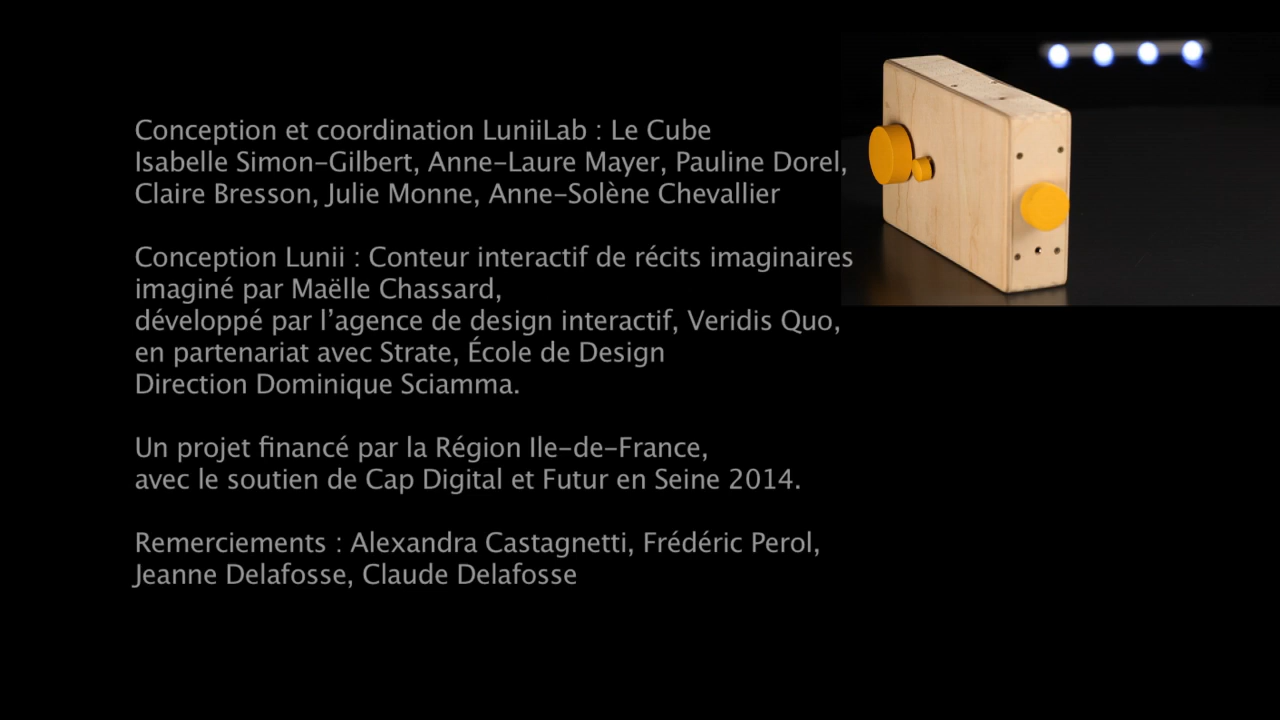 Conception et coordination LuniiLab : Le Cube
Isabelle Simon-Gilbert, Anne-Laure Mayer, Pauline Dorel,
Claire Bresson, Julie Monne, Anne-Solène Chevallier
Conception Lunii : Conteur interactif de récits imaginaires
imaginé par Maëlle Chassard,
développé par l’agence de design interactif, Veridis Quo,
en partenariat avec Strate, École de Design
Direction Dominique Sciamma.
Un projet financé par la Région Ile-de-France,
avec le soutien de Cap Digital et Futur en Seine 2014.
Remerciements : Alexandra Castagnetti, Frédéric Perol,
Jeanne Delafosse, Claude Delafosse